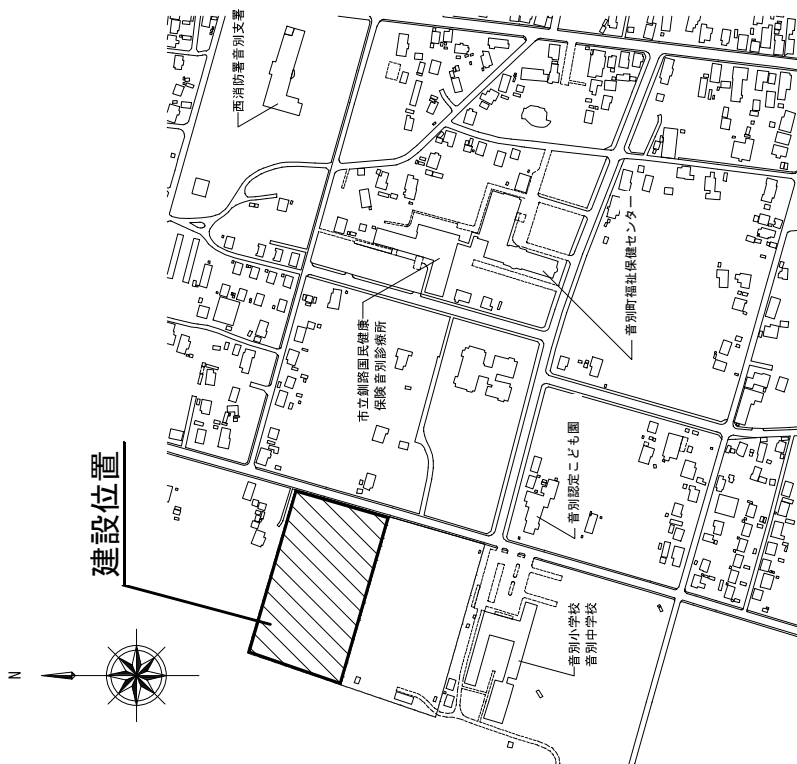 西消防署音別支署
建設位置
市立釧路国民健康
保険音別診療所
音別町福祉保健センター
音別認定こども園
音別小学校
音別中学校
N